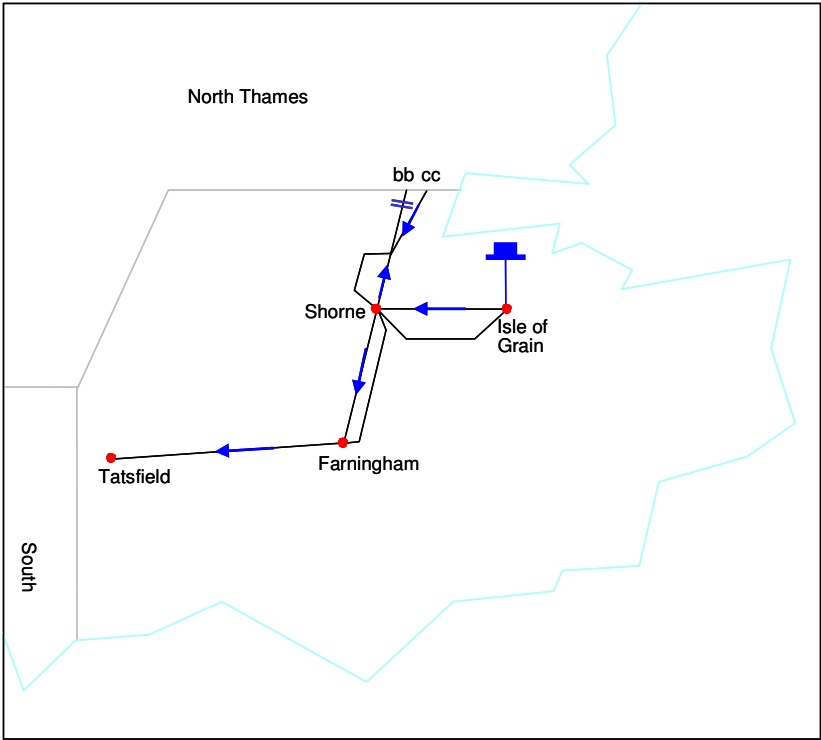 North Thames
bb cc
Shorne
Isle of
Grain
Farningham
Tatsfield
South